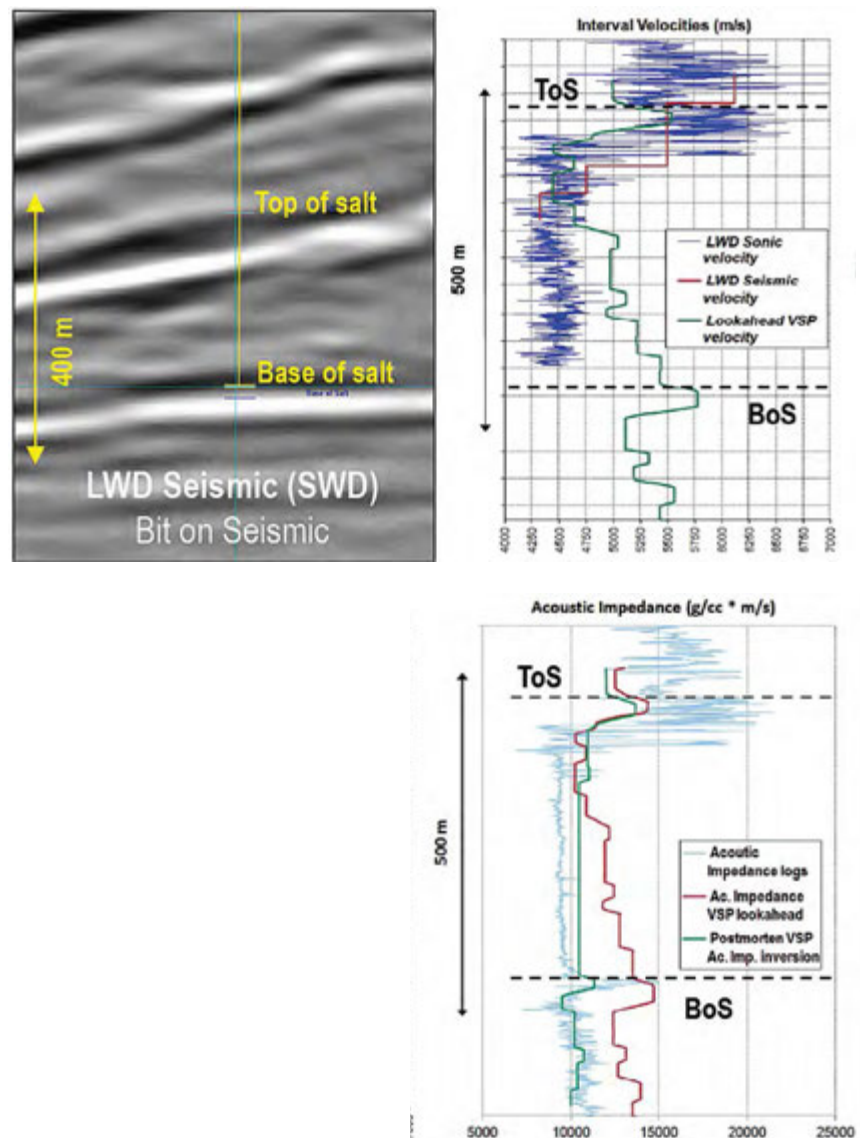 Top of salt
400 m
Base of salt
Base of Salt
LWD Seismic (SWD)
Bit on Seismic
Interval Velocities (m/s)
ToS
500 m
LWD Sonic
velocity
LWD Seismic
velocity
Lookahead VSP
velocity
BoS
4000
4250
4500
4750
5000
5250
5500
5750
6000
6250
6500
6750
7000
Acoustic Impedance (g/cc * m/s)
ToS
500 m
Acoutic
Impedance logs
Ac. Impedance
VSP lookahead
Postmorten VSP
Ac. Imp. inversion
BoS
5000
10000
15000
20000
25000